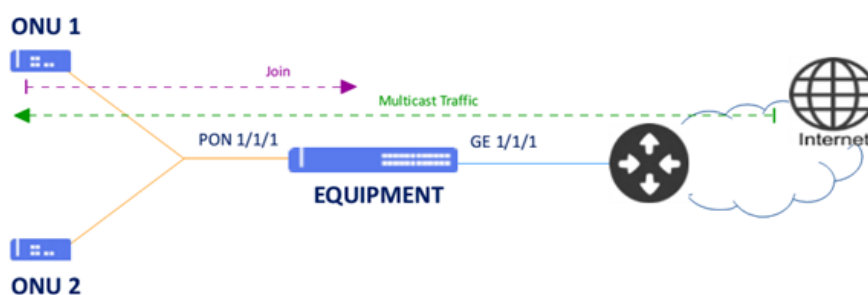 ONU 1
Join
Multicast Traffic
PON 1/1/1
GE 1/1/1
Internet
EQUIPMENT
ONU 2